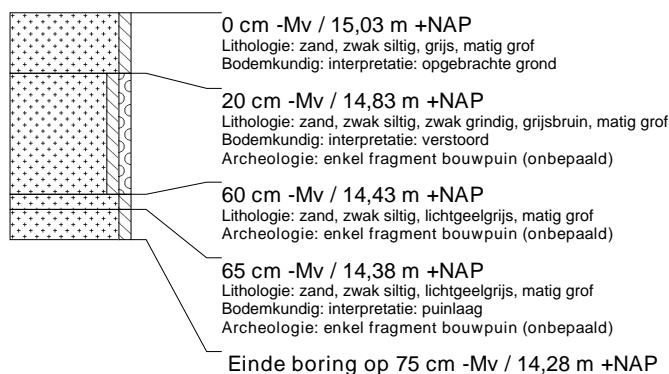 0 cm -Mv / 15,03 m +NAP
Lithologie: zand, zwak siltig, grijs, matig grof
Bodemkundig: interpretatie: opgebrachte grond
20 cm -Mv / 14,83 m +NAP
Lithologie: zand, zwak siltig, zwak grindig, grijsbruin, matig grof
Bodemkundig: interpretatie: verstoord
Archeologie: enkel fragment bouwpuin (onbepaald)
60 cm -Mv / 14,43 m +NAP
Lithologie: zand, zwak siltig, lichtgeelgrijs, matig grof
Archeologie: enkel fragment bouwpuin (onbepaald)
65 cm -Mv / 14,38 m +NAP
Lithologie: zand, zwak siltig, lichtgeelgrijs, matig grof
Bodemkundig: interpretatie: puinlaag
Archeologie: enkel fragment bouwpuin (onbepaald)
Einde boring op 75 cm -Mv / 14,28 m +NAP